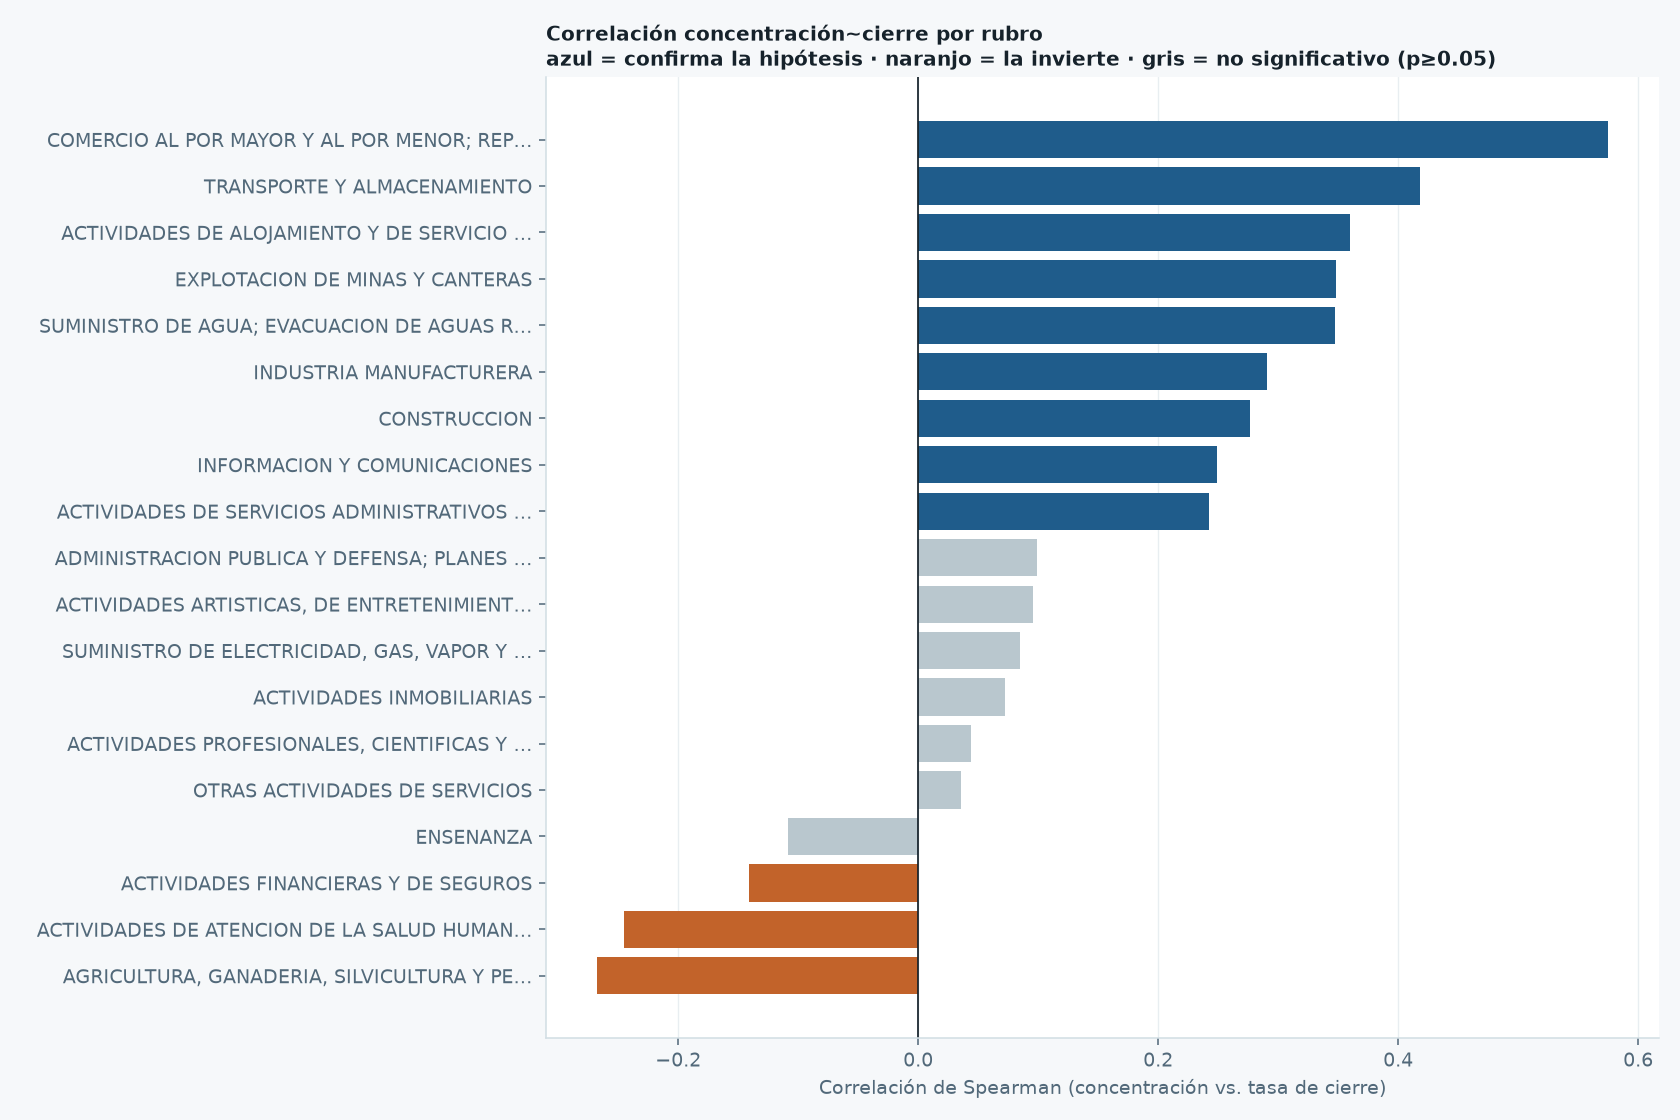 Correlación concentración~cierre por rubro
azul = confirma la hipótesis · naranjo = la invierte · gris = no significativo (p≥0.05)
COMERCIO AL POR MAYOR Y AL POR MENOR; REP...
TRANSPORTE Y ALMACENAMIENTO
ACTIVIDADES DE ALOJAMIENTO Y DE SERVICIO ...
EXPLOTACION DE MINAS Y CANTERAS
SUMINISTRO DE AGUA; EVACUACION DE AGUAS R...
INDUSTRIA MANUFACTURERA
CONSTRUCCION
INFORMACION Y COMUNICACIONES
ACTIVIDADES DE SERVICIOS ADMINISTRATIVOS ...
ADMINISTRACION PUBLICA Y DEFENSA; PLANES ...
ACTIVIDADES ARTISTICAS, DE ENTRETENIMIENT...
SUMINISTRO DE ELECTRICIDAD, GAS, VAPOR Y ...
ACTIVIDADES INMOBILIARIAS
ACTIVIDADES PROFESIONALES, CIENTIFICAS Y ...
OTRAS ACTIVIDADES DE SERVICIOS
ENSENANZA
ACTIVIDADES FINANCIERAS Y DE SEGUROS
ACTIVIDADES DE ATENCION DE LA SALUD HUMAN...
AGRICULTURA, GANADERIA, SILVICULTURA Y PE...
−0.2 0.0 0.2 0.4 0.6
Correlación de Spearman (concentración vs. tasa de cierre)